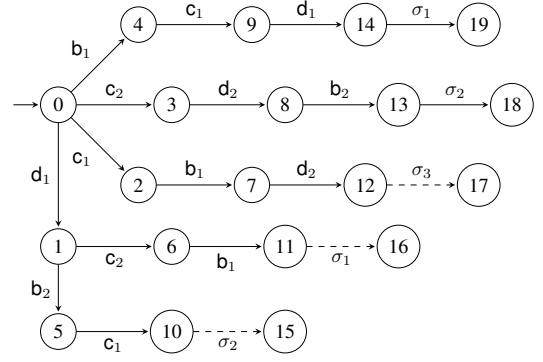 4 c₁ 9 d₁ 14 σ₁ 19
b₁
0 c₂ 3 d₂ 8 b₂ 13 σ₂ 18
d₁ c₁
2 b₁ 7 d₂ 12 σ₃ 17
1 c₂ 6 b₁ 11 σ₁ 16
b₂
5 c₁ 10 σ₂ 15